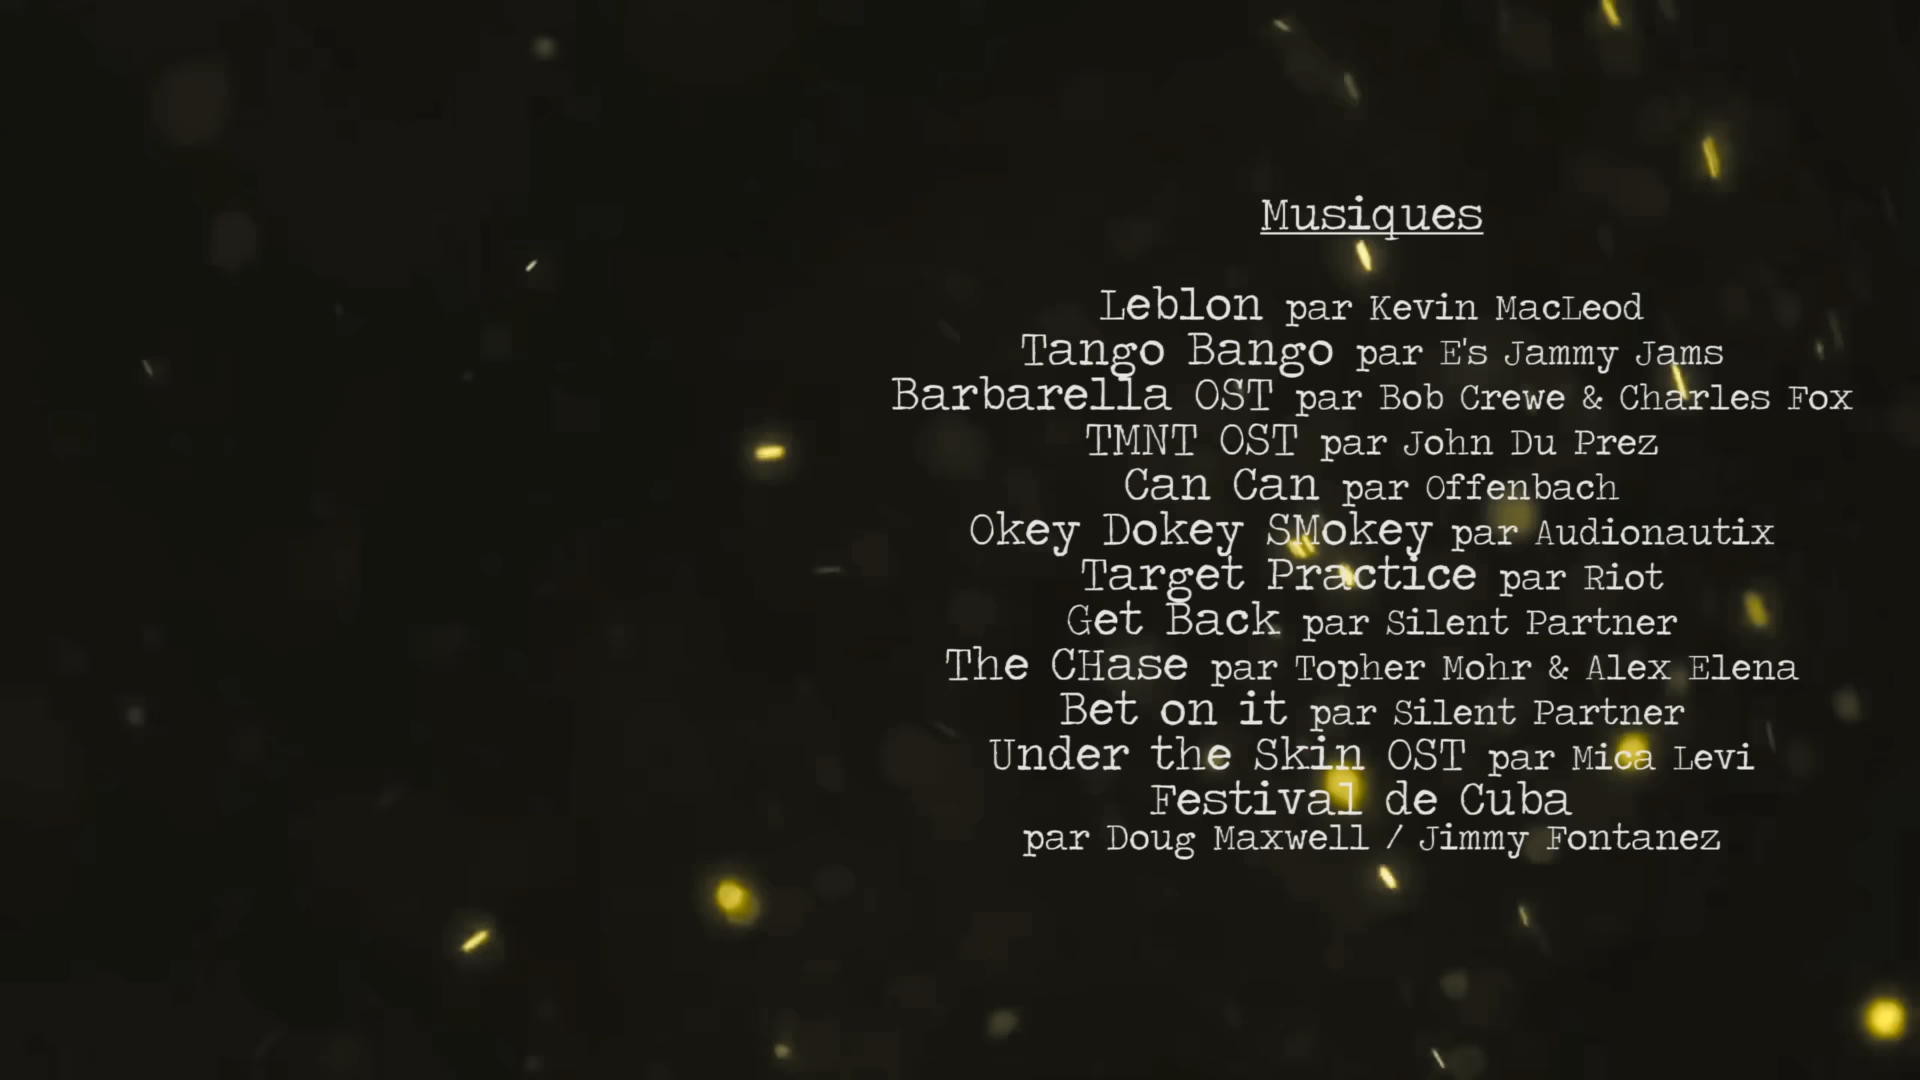 Musiques
Leblon par Kevin MacLeod
Tango Bango par E's Jammy Jams
Barbarella OST par Bob Crewe & Charles Fox
TMNT OST par John Du Prez
Can Can par Offenbach
Okey Dokey SMokey par Audionautix
Target Practice par Riot
Get Back par Silent Partner
The CHase par Topher Mohr & Alex Elena
Bet on it par Silent Partner
Under the Skin OST par Mica Levi
Festival de Cuba
par Doug Maxwell / Jimmy Fontanez